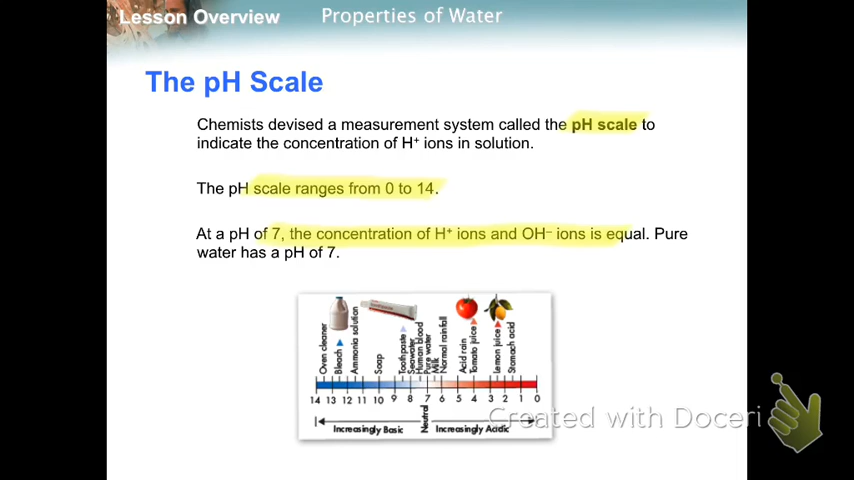 Lesson Overview
Properties of Water
The pH Scale
Chemists devised a measurement system called the pH scale to
indicate the concentration of H⁺ ions in solution.
The pH scale ranges from 0 to 14.
At a pH of 7, the concentration of H⁺ ions and OH⁻ ions is equal. Pure
water has a pH of 7.
Oven cleaner
Bleach
Ammonia solution
Soap
Toothpaste
Seawater
Human blood
Pure water
Milk
Normal rainfall
Acid rain
Tomato juice
Lemon juice
Stomach acid
14 13 12 11 10 9 8 7 6 5 4 3 2 1 0
Increasingly Basic
Neutral
Increasingly Acidic
Created with Doceri